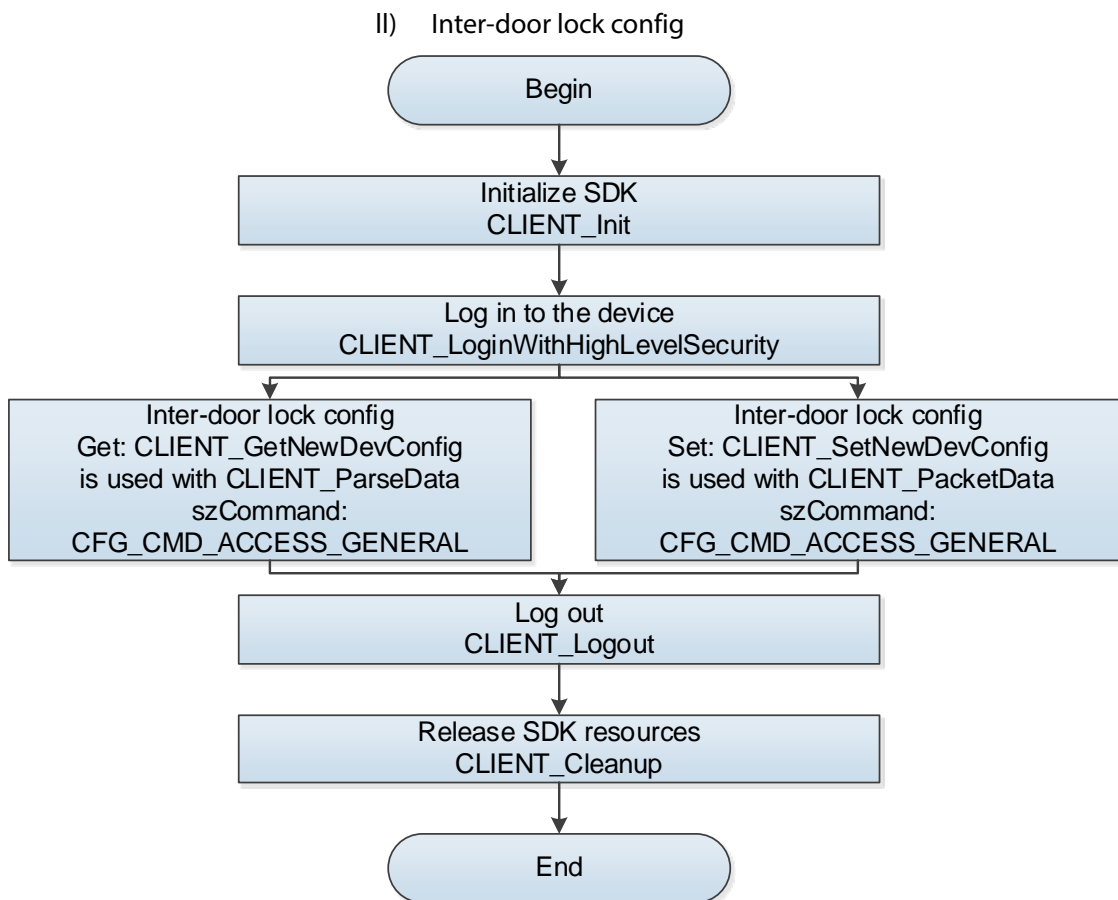 II) Inter-door lock config
Begin
Initialize SDK
CLIENT_Init
Log in to the device
CLIENT_LoginWithHighLevelSecurity
Inter-door lock config
Get: CLIENT_GetNewDevConfig
is used with CLIENT_ParseData
szCommand:
CFG_CMD_ACCESS_GENERAL
Inter-door lock config
Set: CLIENT_SetNewDevConfig
is used with CLIENT_PacketData
szCommand:
CFG_CMD_ACCESS_GENERAL
Log out
CLIENT_Logout
Release SDK resources
CLIENT_Cleanup
End